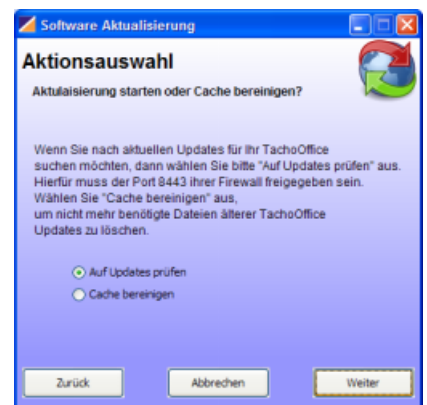 Software Aktualisierung
Aktionsauswahl
Aktulaisierung starten oder Cache bereinigen?
Wenn Sie nach aktuellen Updates für Ihr TachoOffice
suchen möchten, dann wählen Sie bitte "Auf Updates prüfen" aus.
Hierfür muss der Port 8443 ihrer Firewall freigegeben sein.
Wählen Sie "Cache bereinigen" aus,
um nicht mehr benötigte Dateien älterer TachoOffice
Updates zu löschen.
Auf Updates prüfen
Cache bereinigen
Zurück Abbrechen Weiter